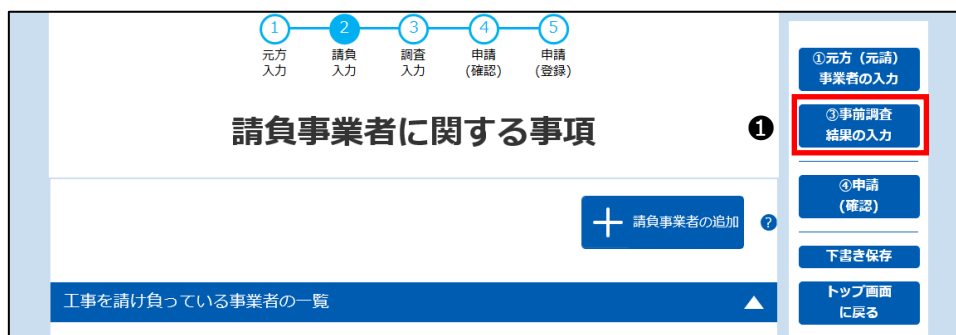 1 2 3 4 5
元方 請負 調査 申請 申請
入力 入力 入力 (確認) (登録)
請負事業者に関する事項
❶
＋ 請負事業者の追加 ?
工事を請け負っている事業者の一覧 ▲
①元方（元請）
事業者の入力
③事前調査
結果の入力
④申請
(確認)
下書き保存
トップ画面
に戻る